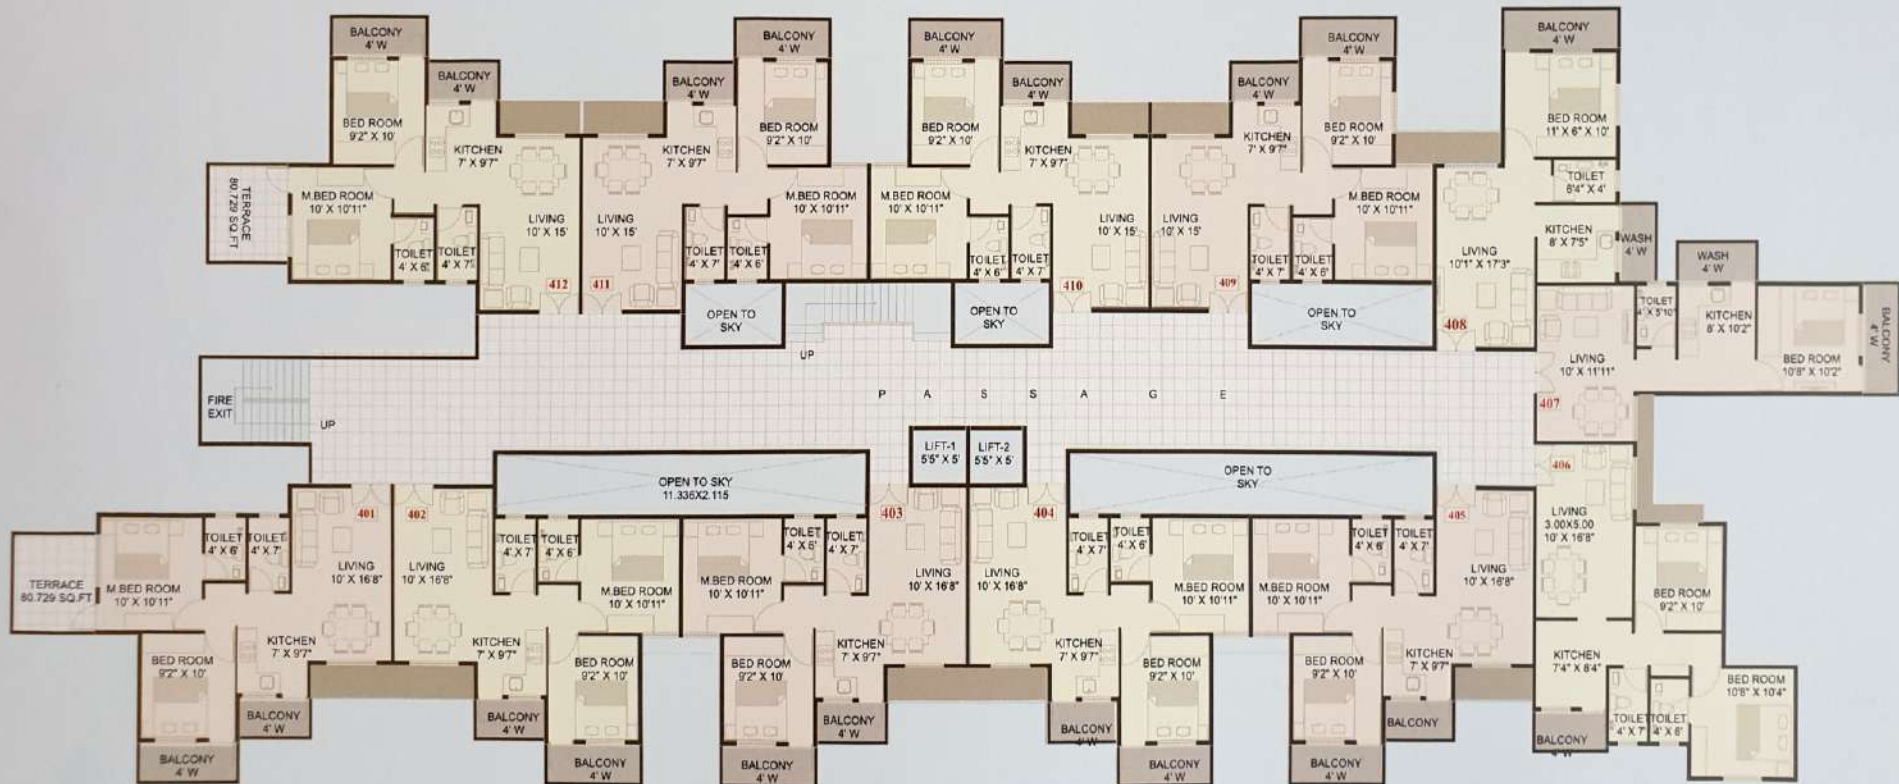 BALCONY
4' W
BALCONY
4' W
BED ROOM
9'2" X 10'
KITCHEN
7' X 9'7"
TERRACE
80.729 SQ.FT
M.BED ROOM
10' X 10'11"
TOILET
4' X 6'
TOILET
4' X 7'
LIVING
10' X 15'
412
BALCONY
4' W
BALCONY
4' W
BED ROOM
9'2" X 10'
KITCHEN
7' X 9'7"
LIVING
10' X 15'
411
TOILET
4' X 7'
TOILET
4' X 6'
M.BED ROOM
10' X 10'11"
BALCONY
4' W
BALCONY
4' W
BED ROOM
9'2" X 10'
KITCHEN
7' X 9'7"
M.BED ROOM
10' X 10'11"
TOILET
4' X 6'
TOILET
4' X 7'
LIVING
10' X 15'
410
BALCONY
4' W
BALCONY
4' W
BED ROOM
9'2" X 10'
KITCHEN
7' X 9'7"
LIVING
10' X 15'
409
TOILET
4' X 7'
TOILET
4' X 6'
M.BED ROOM
10' X 10'11"
BALCONY
4' W
BED ROOM
11' X 6" X 10'
TOILET
6'4" X 4'
KITCHEN
8' X 7'5"
WASH
4' W
LIVING
10'1" X 17'3"
408
WASH
4' W
TOILET
4' X 5'10"
KITCHEN
8' X 10'2"
BALCONY
4' W
LIVING
10' X 11'11"
BED ROOM
10'8" X 10'2"
407
OPEN TO
SKY
OPEN TO
SKY
OPEN TO
SKY
UP
FIRE
EXIT
UP
P A S S A G E
LIFT-1
5'5" X 5'
LIFT-2
5'5" X 5'
OPEN TO SKY
11.336X2.115
OPEN TO
SKY
401
TOILET
4' X 6'
TOILET
4' X 7'
LIVING
10' X 16'8"
TERRACE
80.729 SQ.FT
M.BED ROOM
10' X 10'11"
KITCHEN
7' X 9'7"
BED ROOM
9'2" X 10'
BALCONY
4' W
BALCONY
4' W
402
LIVING
10' X 16'8"
TOILET
4' X 7'
TOILET
4' X 6'
M.BED ROOM
10' X 10'11"
KITCHEN
7' X 9'7"
BED ROOM
9'2" X 10'
BALCONY
4' W
BALCONY
4' W
403
TOILET
4' X 6'
TOILET
4' X 7'
LIVING
10' X 16'8"
M.BED ROOM
10' X 10'11"
KITCHEN
7' X 9'7"
BED ROOM
9'2" X 10'
BALCONY
4' W
BALCONY
4' W
404
LIVING
10' X 16'8"
TOILET
4' X 7'
TOILET
4' X 6'
M.BED ROOM
10' X 10'11"
KITCHEN
7' X 9'7"
BED ROOM
9'2" X 10'
BALCONY
4' W
BALCONY
4' W
405
TOILET
4' X 6'
TOILET
4' X 7'
LIVING
10' X 16'8"
M.BED ROOM
10' X 10'11"
KITCHEN
7' X 9'7"
BED ROOM
9'2" X 10'
BALCONY
BALCONY
4' W
406
LIVING
3.00X5.00
10' X 16'8"
BED ROOM
9'2" X 10'
KITCHEN
7'4" X 8'4"
BED ROOM
10'8" X 10'4"
TOILET
4' X 7'
TOILET
4' X 6'
BALCONY
4' W